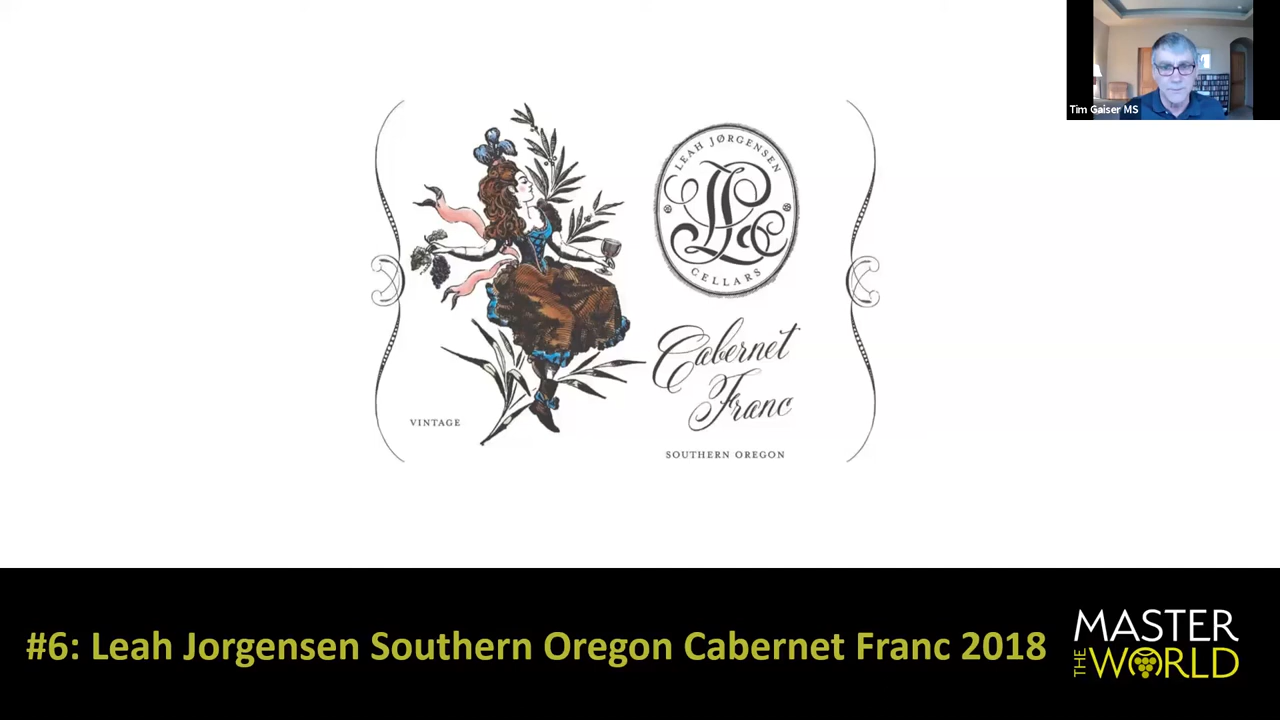 Tim Gaiser MS
LEAH JØRGENSEN
LJC
CELLARS
Cabernet
Franc
VINTAGE
SOUTHERN OREGON
#6: Leah Jorgensen Southern Oregon Cabernet Franc 2018
MASTER
THE WORLD